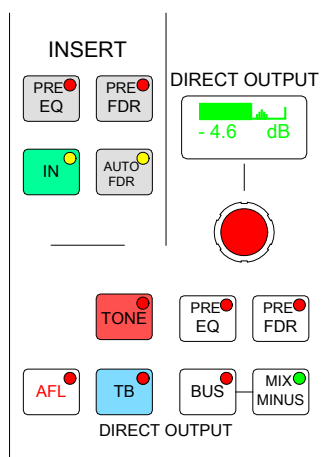 INSERT
PRE
EQ
PRE
FDR
IN
AUTO
FDR
DIRECT OUTPUT
- 4.6 dB
TONE
PRE
EQ
PRE
FDR
AFL
TB
BUS
MIX
MINUS
DIRECT OUTPUT